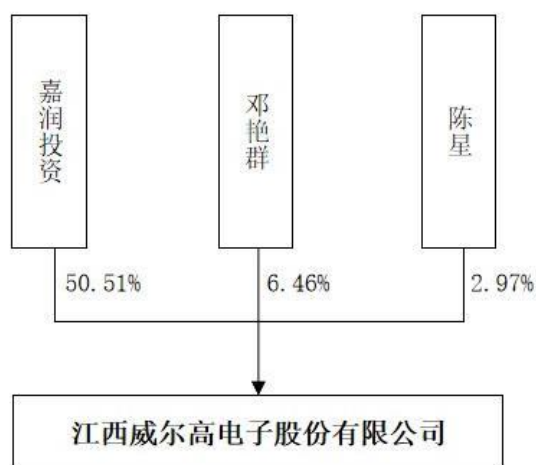 嘉润投资
邓艳群
陈星
50.51%
6.46%
2.97%
江西威尔高电子股份有限公司